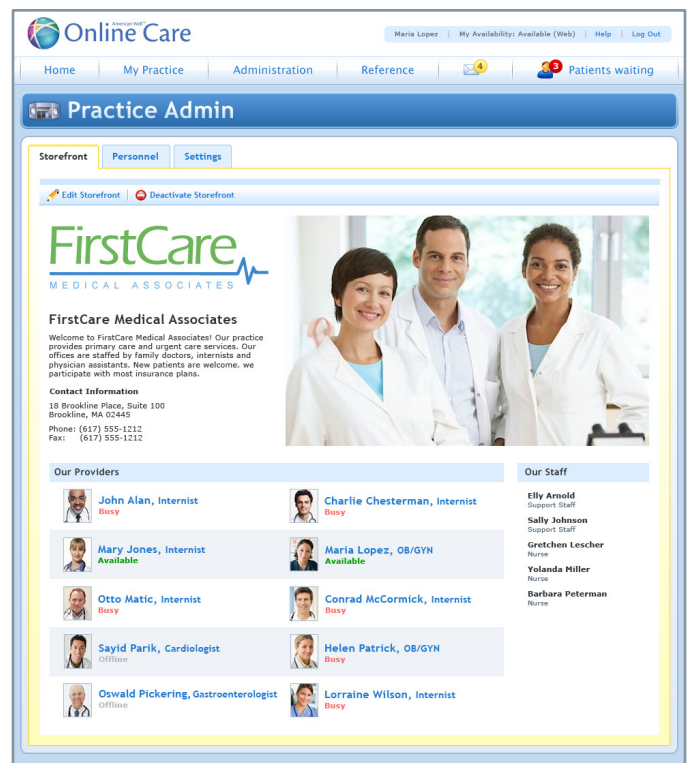 American Well™
Online Care
Maria Lopez | My Availability: Available (Web) | Help | Log Out
Home
My Practice
Administration
Reference
4
3
Patients waiting
Practice Admin
Storefront
Personnel
Settings
Edit Storefront | Deactivate Storefront
FirstCare
MEDICAL ASSOCIATES
FirstCare Medical Associates
Welcome to FirstCare Medical Associates! Our practice
provides primary care and urgent care services. Our
offices are staffed by family doctors, internists and
physician assistants. New patients are welcome. we
participate with most insurance plans.
Contact Information
18 Brookline Place, Suite 100
Brookline, MA 02445
Phone: (617) 555-1212
Fax: (617) 555-1212
Our Providers
John Alan, Internist
Busy
Charlie Chesterman, Internist
Busy
Mary Jones, Internist
Available
Maria Lopez, OB/GYN
Available
Otto Matic, Internist
Busy
Conrad McCormick, Internist
Busy
Sayid Parik, Cardiologist
Offline
Helen Patrick, OB/GYN
Busy
Oswald Pickering, Gastroenterologist
Offline
Lorraine Wilson, Internist
Busy
Our Staff
Elly Arnold
Support Staff
Sally Johnson
Support Staff
Gretchen Lescher
Nurse
Yolanda Miller
Nurse
Barbara Peterman
Nurse